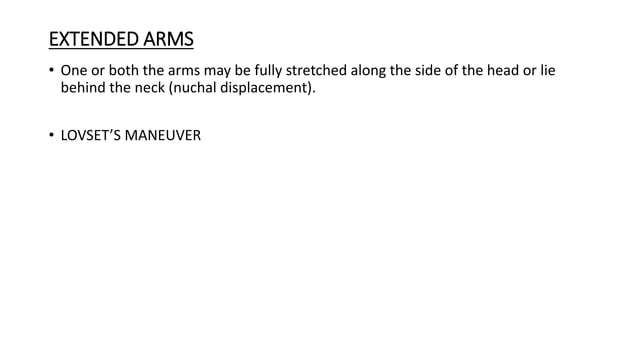 EXTENDED ARMS
• One or both the arms may be fully stretched along the side of the head or lie
behind the neck (nuchal displacement).
• LOVSET’S MANEUVER